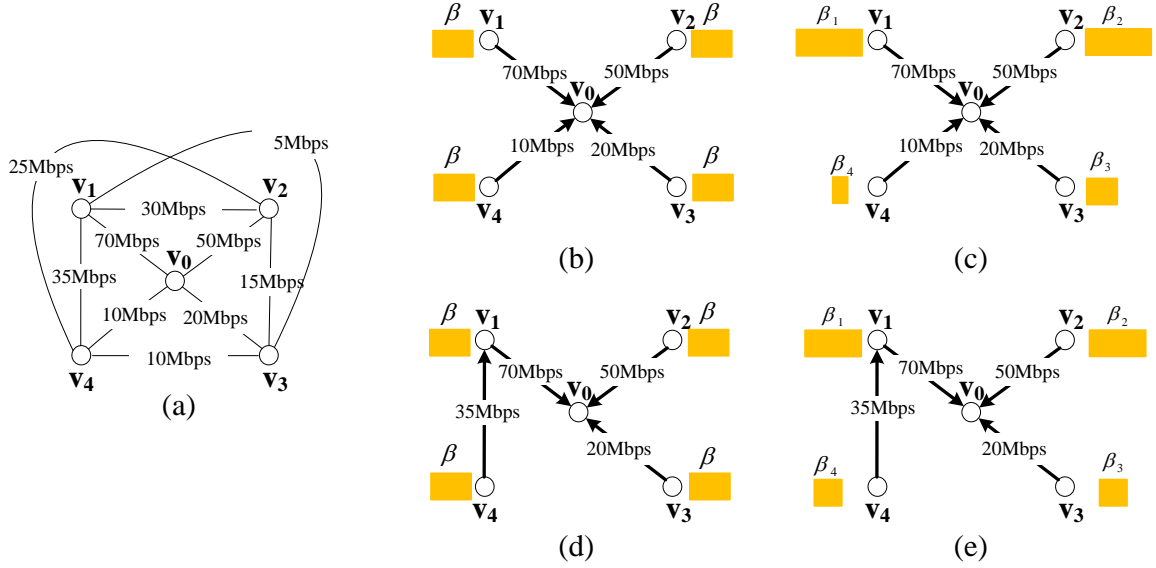 25Mbps
5Mbps
v1
v2
30Mbps
70Mbps
50Mbps
v0
35Mbps
15Mbps
10Mbps
20Mbps
10Mbps
v4
v3
(a)
β
v1
v2
β
70Mbps
50Mbps
v0
β
10Mbps
20Mbps
β
v4
v3
(b)
β1
v1
v2
β2
70Mbps
50Mbps
v0
β4
10Mbps
20Mbps
β3
v4
v3
(c)
β
v1
v2
β
70Mbps
50Mbps
v0
35Mbps
β
20Mbps
β
v4
v3
(d)
β1
v1
v2
β2
70Mbps
50Mbps
v0
35Mbps
β4
20Mbps
β3
v4
v3
(e)